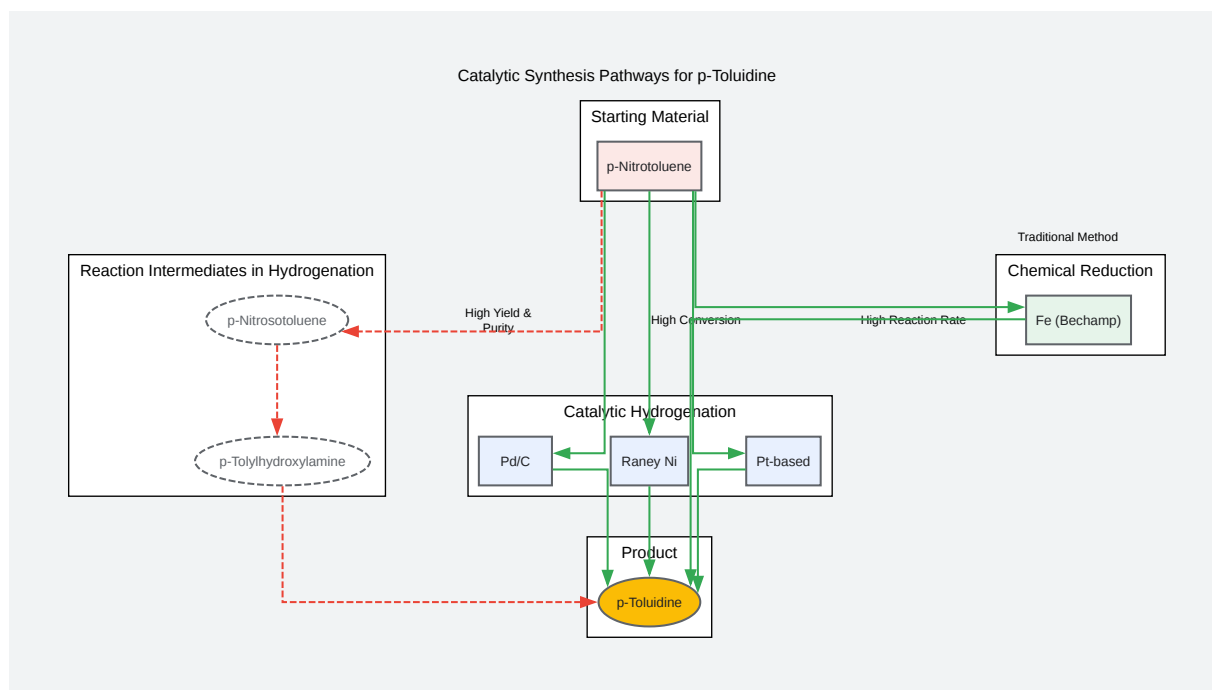 Catalytic Synthesis Pathways for p-Toluidine
Starting Material
p-Nitrotoluene
Traditional Method
Reaction Intermediates in Hydrogenation
Chemical Reduction
p-Nitrosotoluene
High Yield &
Purity
High Conversion
High Reaction Rate
Fe (Bechamp)
Catalytic Hydrogenation
p-Tolylhydroxylamine
Pd/C
Raney Ni
Pt-based
Product
p-Toluidine